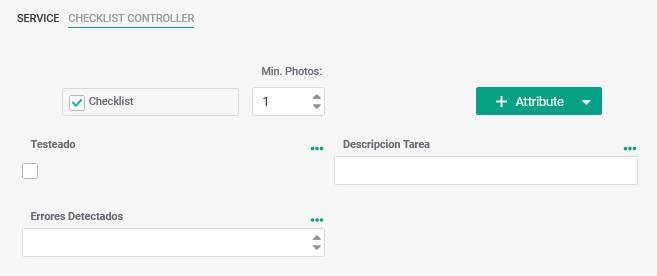 SERVICE CHECKLIST CONTROLLER
Min. Photos:
Checklist 1 + Attribute
Testeado Descripcion Tarea
Errores Detectados